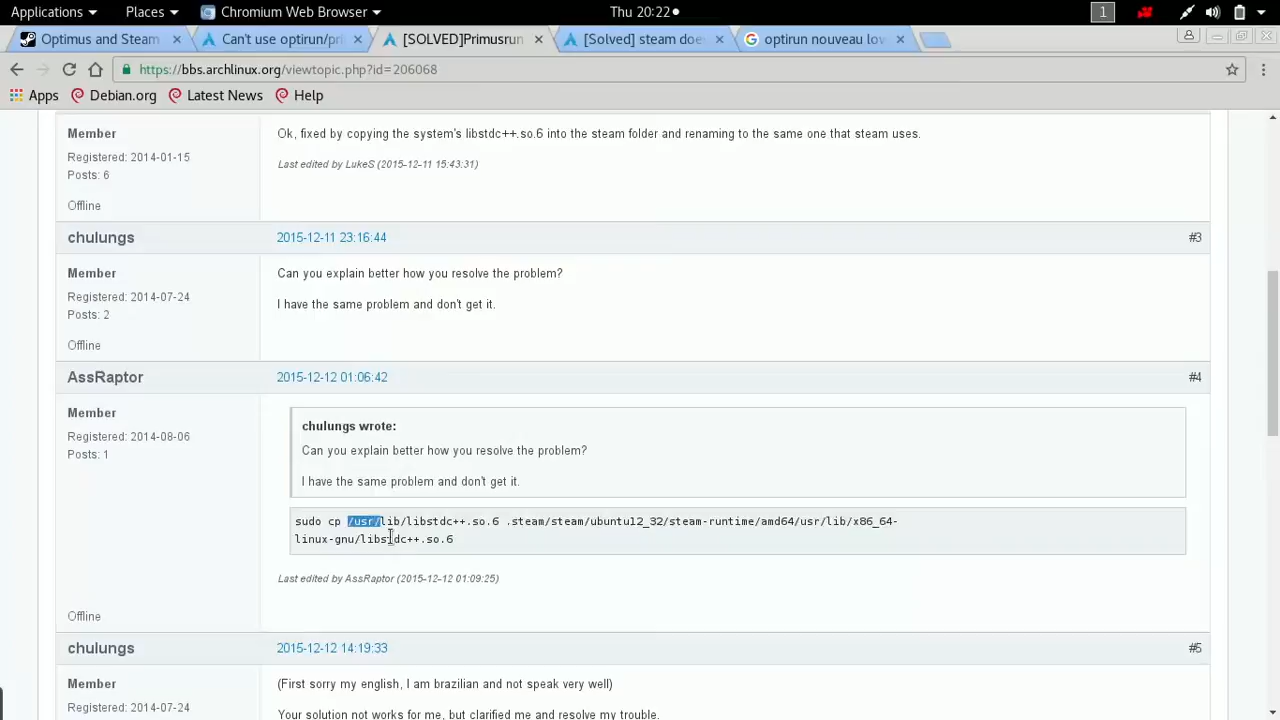 Applications Places Chromium Web Browser Thu 20:22 1
Optimus and Steam Can't use optirun/pri [SOLVED]Primusrun [Solved] steam doe optirun nouveau lov
https://bbs.archlinux.org/viewtopic.php?id=206068
Apps Debian.org Latest News Help
Member
Registered: 2014-01-15
Posts: 6
Offline
Ok, fixed by copying the system's libstdc++.so.6 into the steam folder and renaming to the same one that steam uses.
Last edited by LukeS (2015-12-11 15:43:31)
chulungs 2015-12-11 23:16:44 #3
Member
Registered: 2014-07-24
Posts: 2
Offline
Can you explain better how you resolve the problem?
I have the same problem and don't get it.
AssRaptor 2015-12-12 01:06:42 #4
Member
Registered: 2014-08-06
Posts: 1
chulungs wrote:
Can you explain better how you resolve the problem?
I have the same problem and don't get it.
sudo cp /usr/lib/libstdc++.so.6 .steam/steam/ubuntu12_32/steam-runtime/amd64/usr/lib/x86_64-
linux-gnu/libstdc++.so.6
Last edited by AssRaptor (2015-12-12 01:09:25)
Offline
chulungs 2015-12-12 14:19:33 #5
Member
Registered: 2014-07-24
(First sorry my english, I am brazilian and not speak very well)
Your solution not works for me, but clarified me and resolve my trouble.